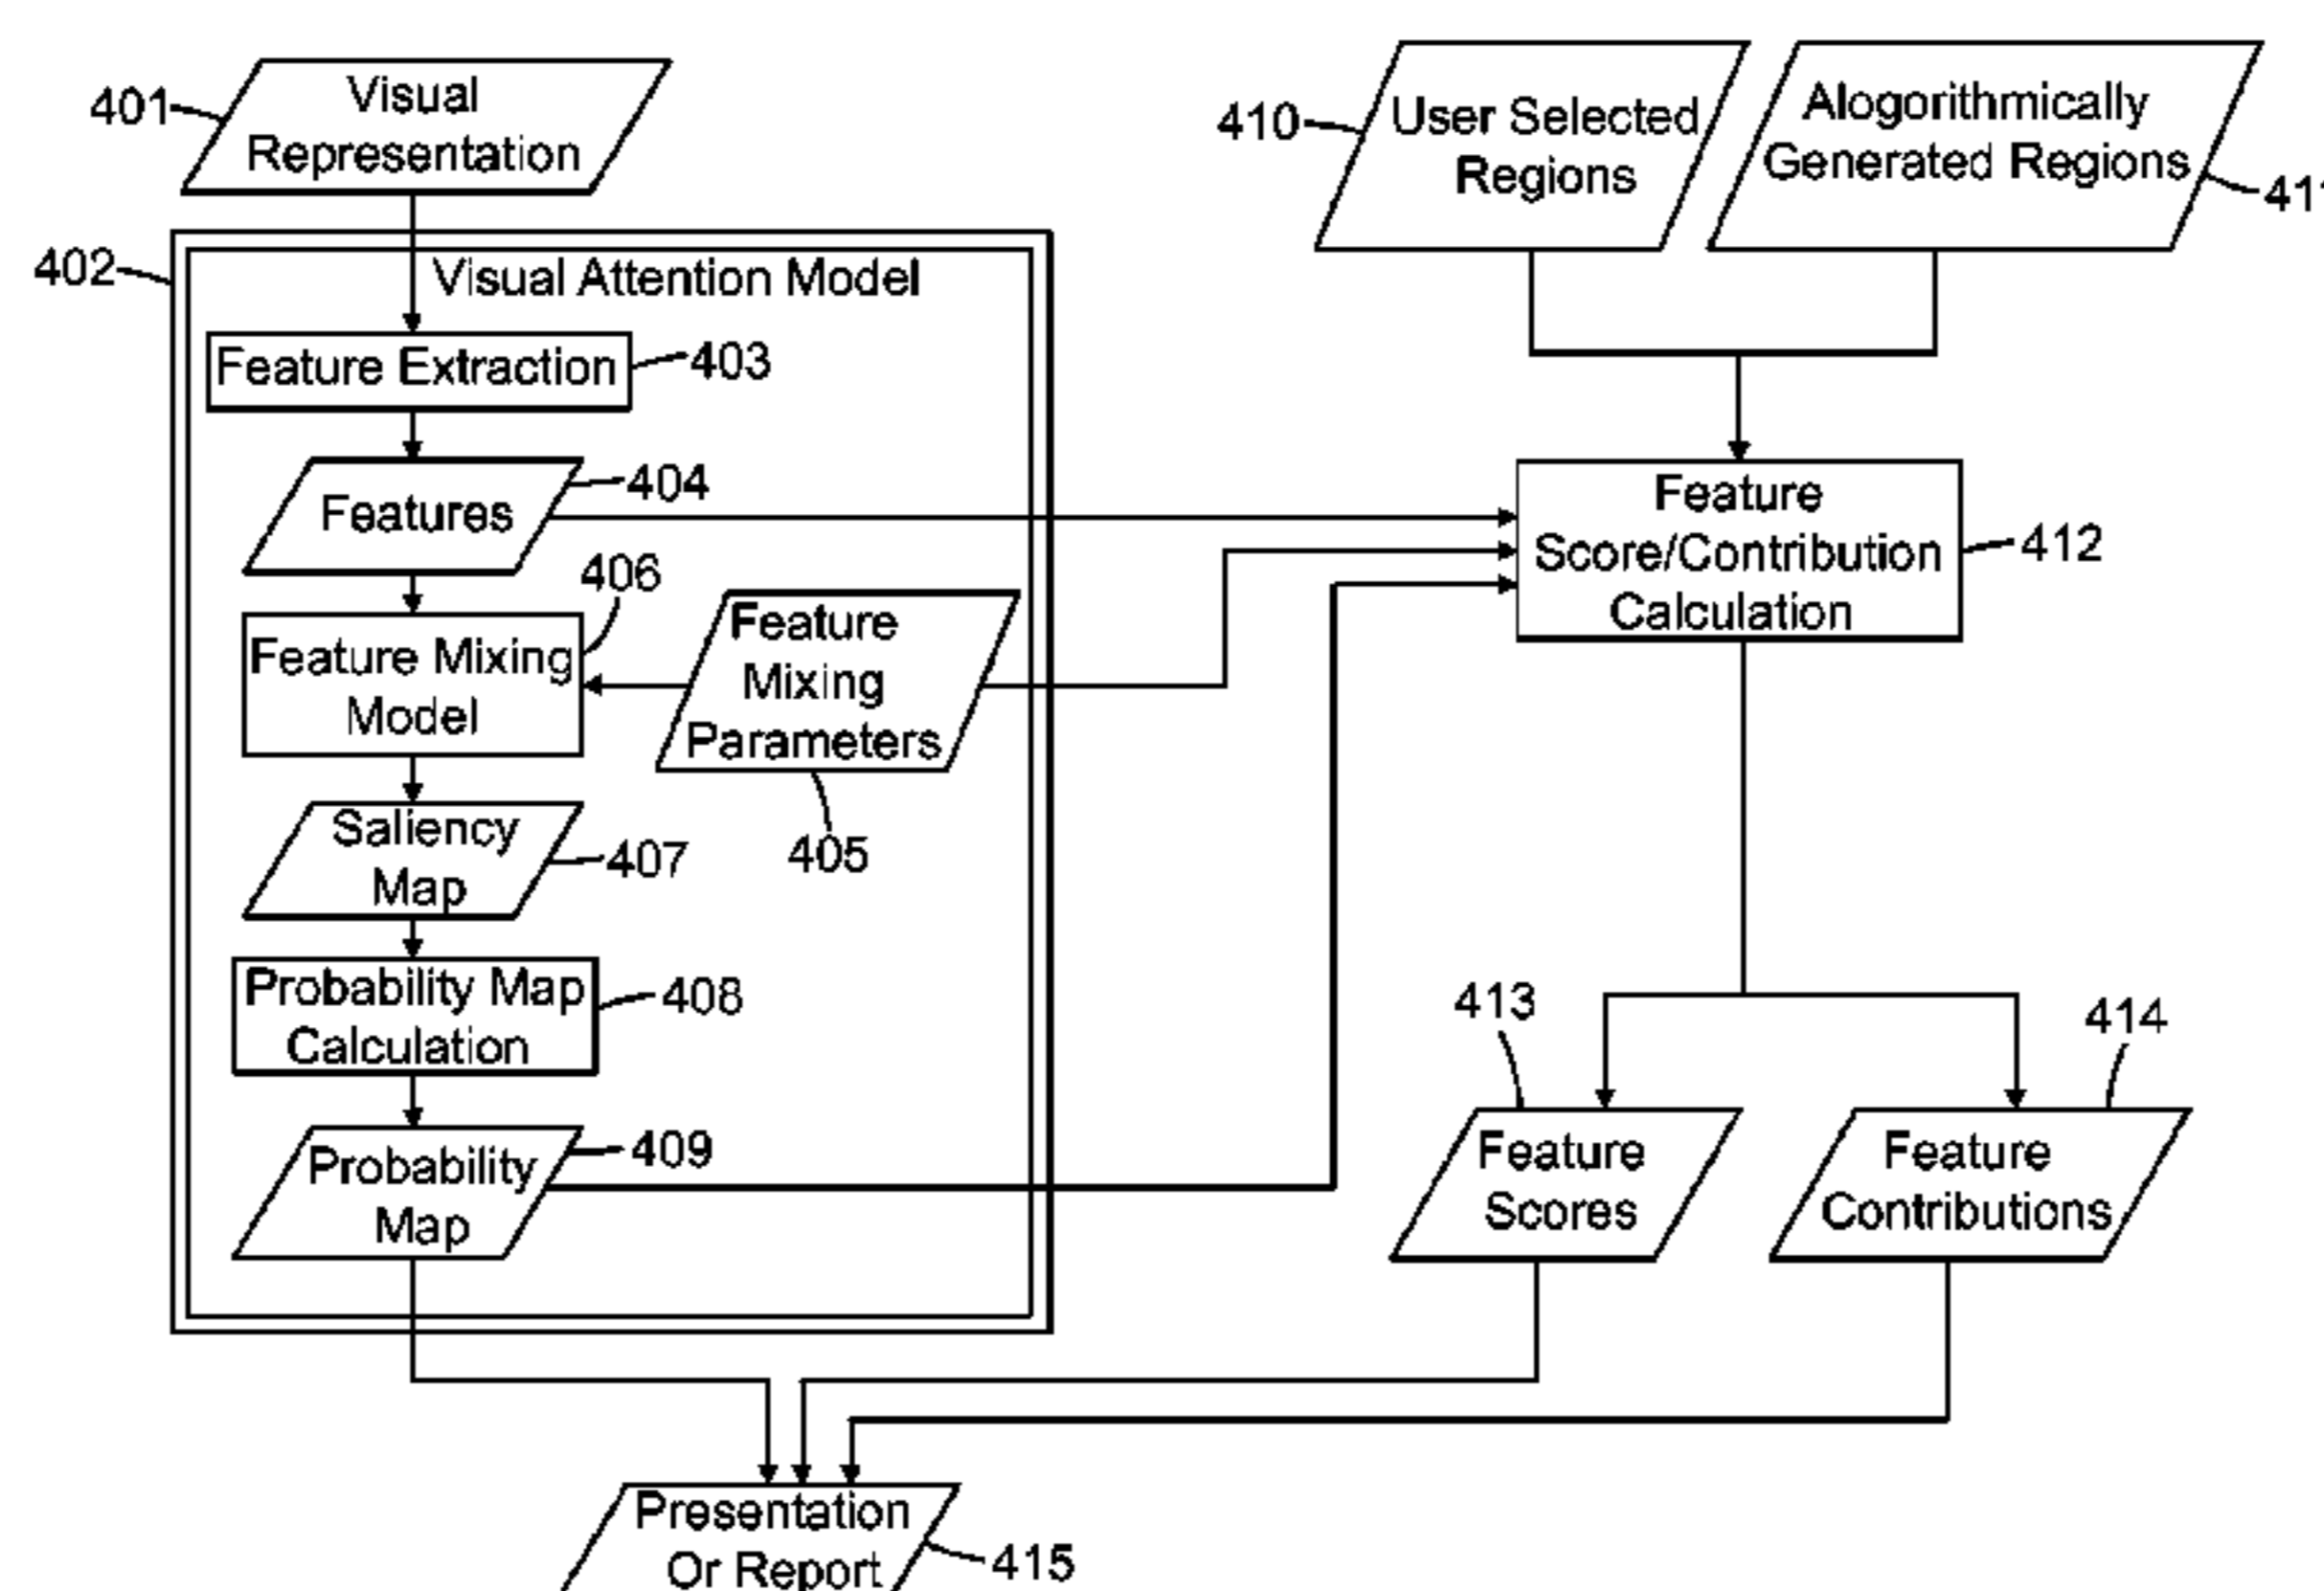 401
Visual
Representation
410
User Selected
Regions
Alogorithmically
Generated Regions
411
402
Visual Attention Model
Feature Extraction
403
Features
404
406
Feature Mixing
Model
Feature
Mixing
Parameters
405
Feature
Score/Contribution
Calculation
412
Saliency
Map
407
Probability Map
Calculation
408
Probability
Map
409
413
Feature
Scores
414
Feature
Contributions
Presentation
Or Report
415